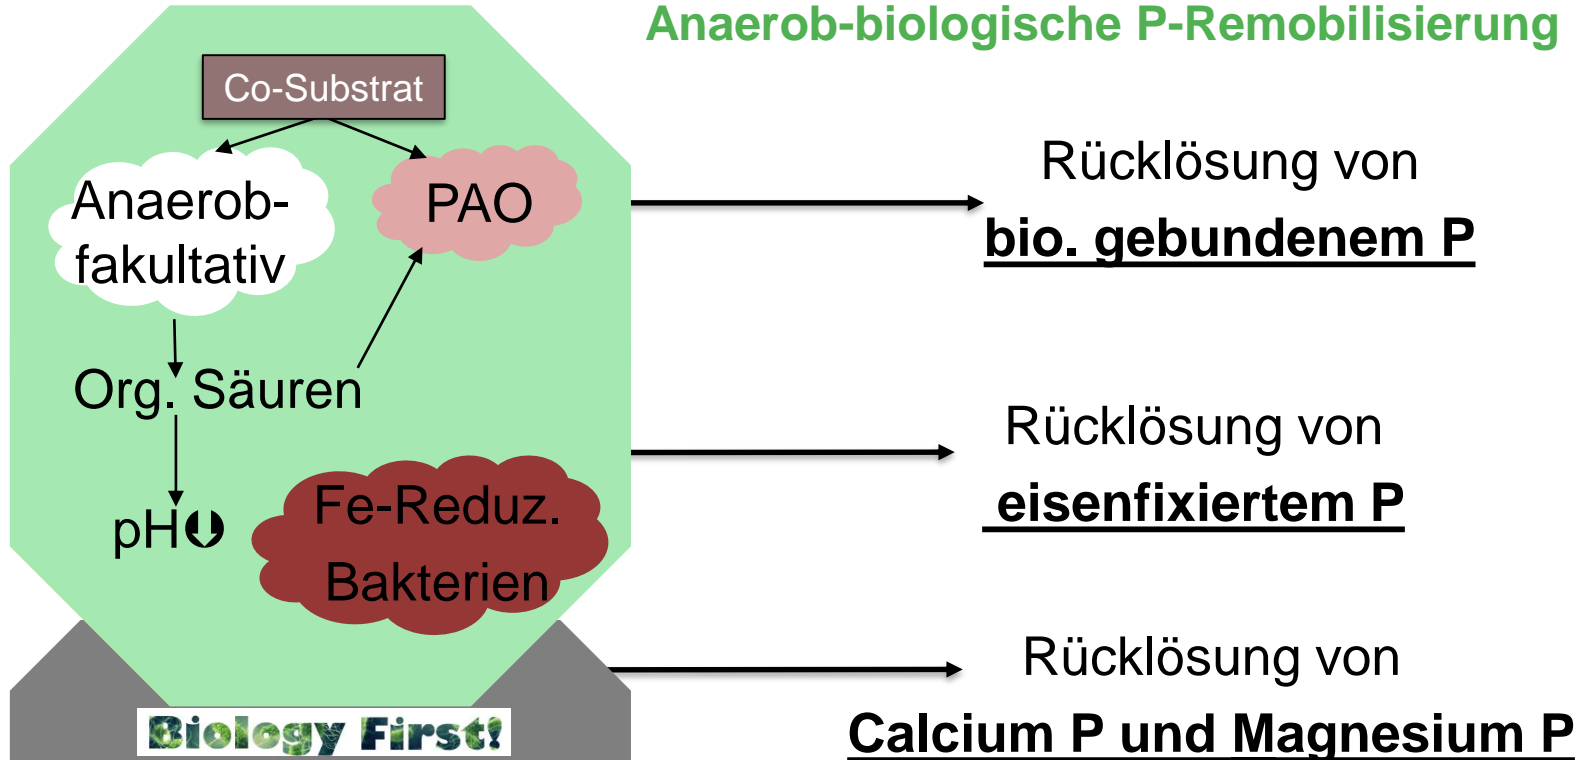 Anaerob-biologische P-Remobilisierung
Co-Substrat
Anaerob-
fakultativ
PAO
Org. Säuren
pH
Fe-Reduz.
Bakterien
Biology First!
Rücklösung von
bio. gebundenem P
Rücklösung von
eisenfixiertem P
Rücklösung von
Calcium P und Magnesium P